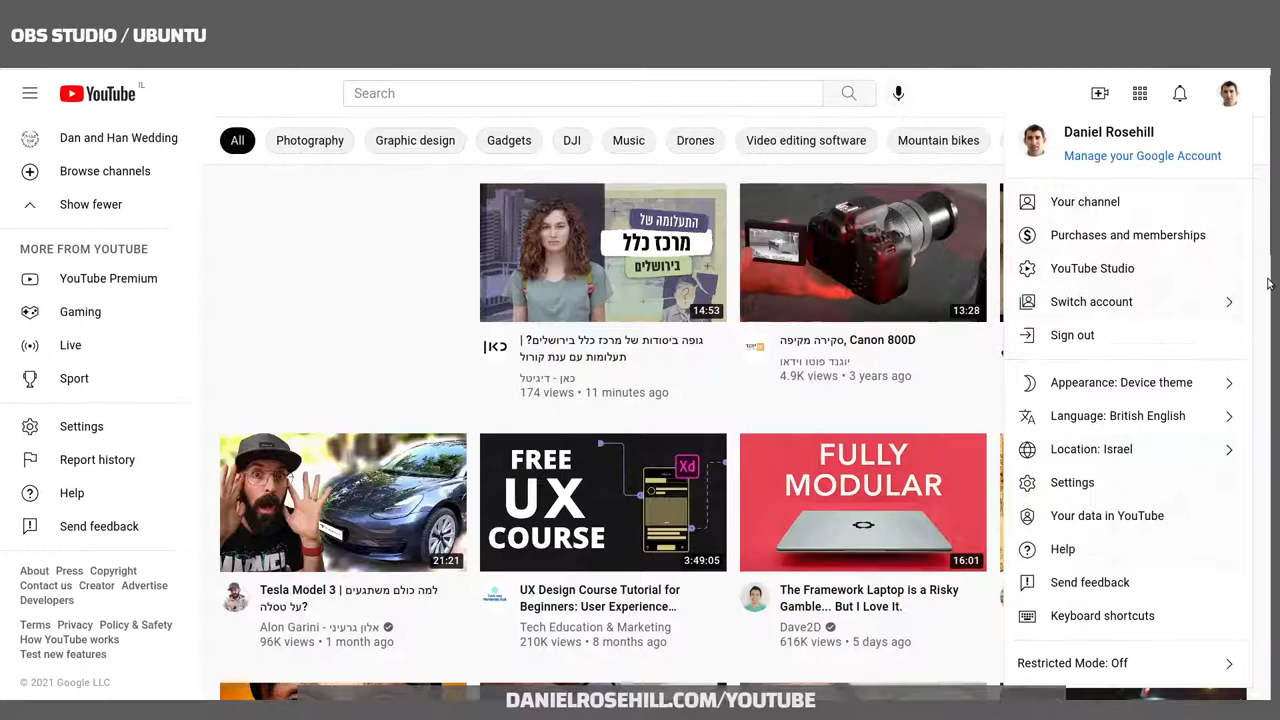 OBS STUDIO / UBUNTU
YouTube IL
Search
Dan and Han Wedding
Browse channels
Show fewer
MORE FROM YOUTUBE
YouTube Premium
Gaming
Live
Sport
Settings
Report history
Help
Send feedback
About Press Copyright
Contact us Creator Advertise
Developers
Terms Privacy Policy & Safety
How YouTube works
Test new features
© 2021 Google LLC
All Photography Graphic design Gadgets DJI Music Drones Video editing software Mountain bikes
התעלומה של
מרכז כלל
בירושלים
14:53
כאן
גופה ביסודות של מרכז כלל בירושלים? |
תעלומות עם ענת קורול
כאן - דיגיטל
174 views • 11 minutes ago
13:28
סקירה מקיפה, Canon 800D
יוגנד פוטו וידאו
4.9K views • 3 years ago
21:21
Tesla Model 3 | למה כולם משתגעים
על טסלה?
Alon Garini - אלון גרעיני
96K views • 1 month ago
FREE
UX
COURSE
Xd
3:49:05
UX Design Course Tutorial for
Beginners: User Experience...
Tech Education & Marketing
210K views • 8 months ago
FULLY
MODULAR
16:01
The Framework Laptop is a Risky
Gamble... But I Love It.
Dave2D
616K views • 5 days ago
Daniel Rosehill
Manage your Google Account
Your channel
Purchases and memberships
YouTube Studio
Switch account
Sign out
Appearance: Device theme
Language: British English
Location: Israel
Settings
Your data in YouTube
Help
Send feedback
Keyboard shortcuts
Restricted Mode: Off
DANIELROSEHILL.COM/YOUTUBE